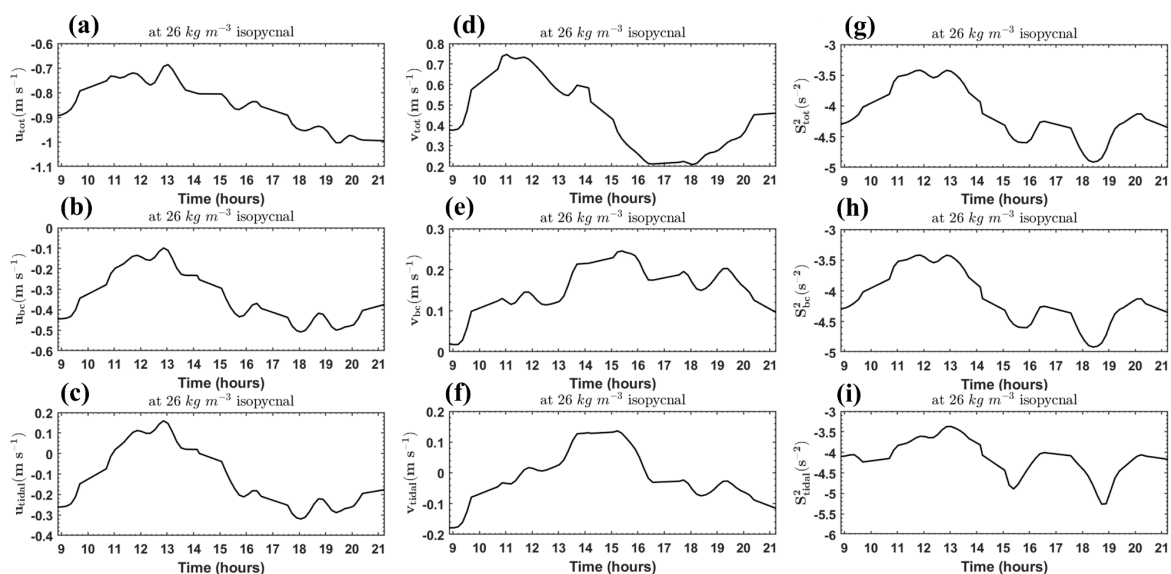 (a)
at 26 kg m⁻³ isopycnal
u_tot(m s⁻¹)
-0.6
-0.7
-0.8
-0.9
-1
-1.1
9 10 11 12 13 14 15 16 17 18 19 20 21
Time (hours)
(d)
at 26 kg m⁻³ isopycnal
v_tot(m s⁻¹)
0.8
0.6
0.4
0.2
9 10 11 12 13 14 15 16 17 18 19 20 21
Time (hours)
(g)
at 26 kg m⁻³ isopycnal
S²_tot(s⁻²)
-3
-3.5
-4
-4.5
-5
9 10 11 12 13 14 15 16 17 18 19 20 21
Time (hours)
(b)
at 26 kg m⁻³ isopycnal
u_bc(m s⁻¹)
0
-0.1
-0.2
-0.3
-0.4
-0.5
-0.6
9 10 11 12 13 14 15 16 17 18 19 20 21
Time (hours)
(e)
at 26 kg m⁻³ isopycnal
v_bc(m s⁻¹)
0.3
0.2
0.1
0
9 10 11 12 13 14 15 16 17 18 19 20 21
Time (hours)
(h)
at 26 kg m⁻³ isopycnal
S²_bc(s⁻²)
-3
-3.5
-4
-4.5
-5
9 10 11 12 13 14 15 16 17 18 19 20 21
Time (hours)
(c)
at 26 kg m⁻³ isopycnal
u_tidal(m s⁻¹)
0.2
0.1
0
-0.1
-0.2
-0.3
-0.4
9 10 11 12 13 14 15 16 17 18 19 20 21
Time (hours)
(f)
at 26 kg m⁻³ isopycnal
v_tidal(m s⁻¹)
0.2
0.1
0
-0.1
-0.2
9 10 11 12 13 14 15 16 17 18 19 20 21
Time (hours)
(i)
at 26 kg m⁻³ isopycnal
S²_tidal(s⁻²)
-3
-3.5
-4
-4.5
-5
-5.5
-6
9 10 11 12 13 14 15 16 17 18 19 20 21
Time (hours)